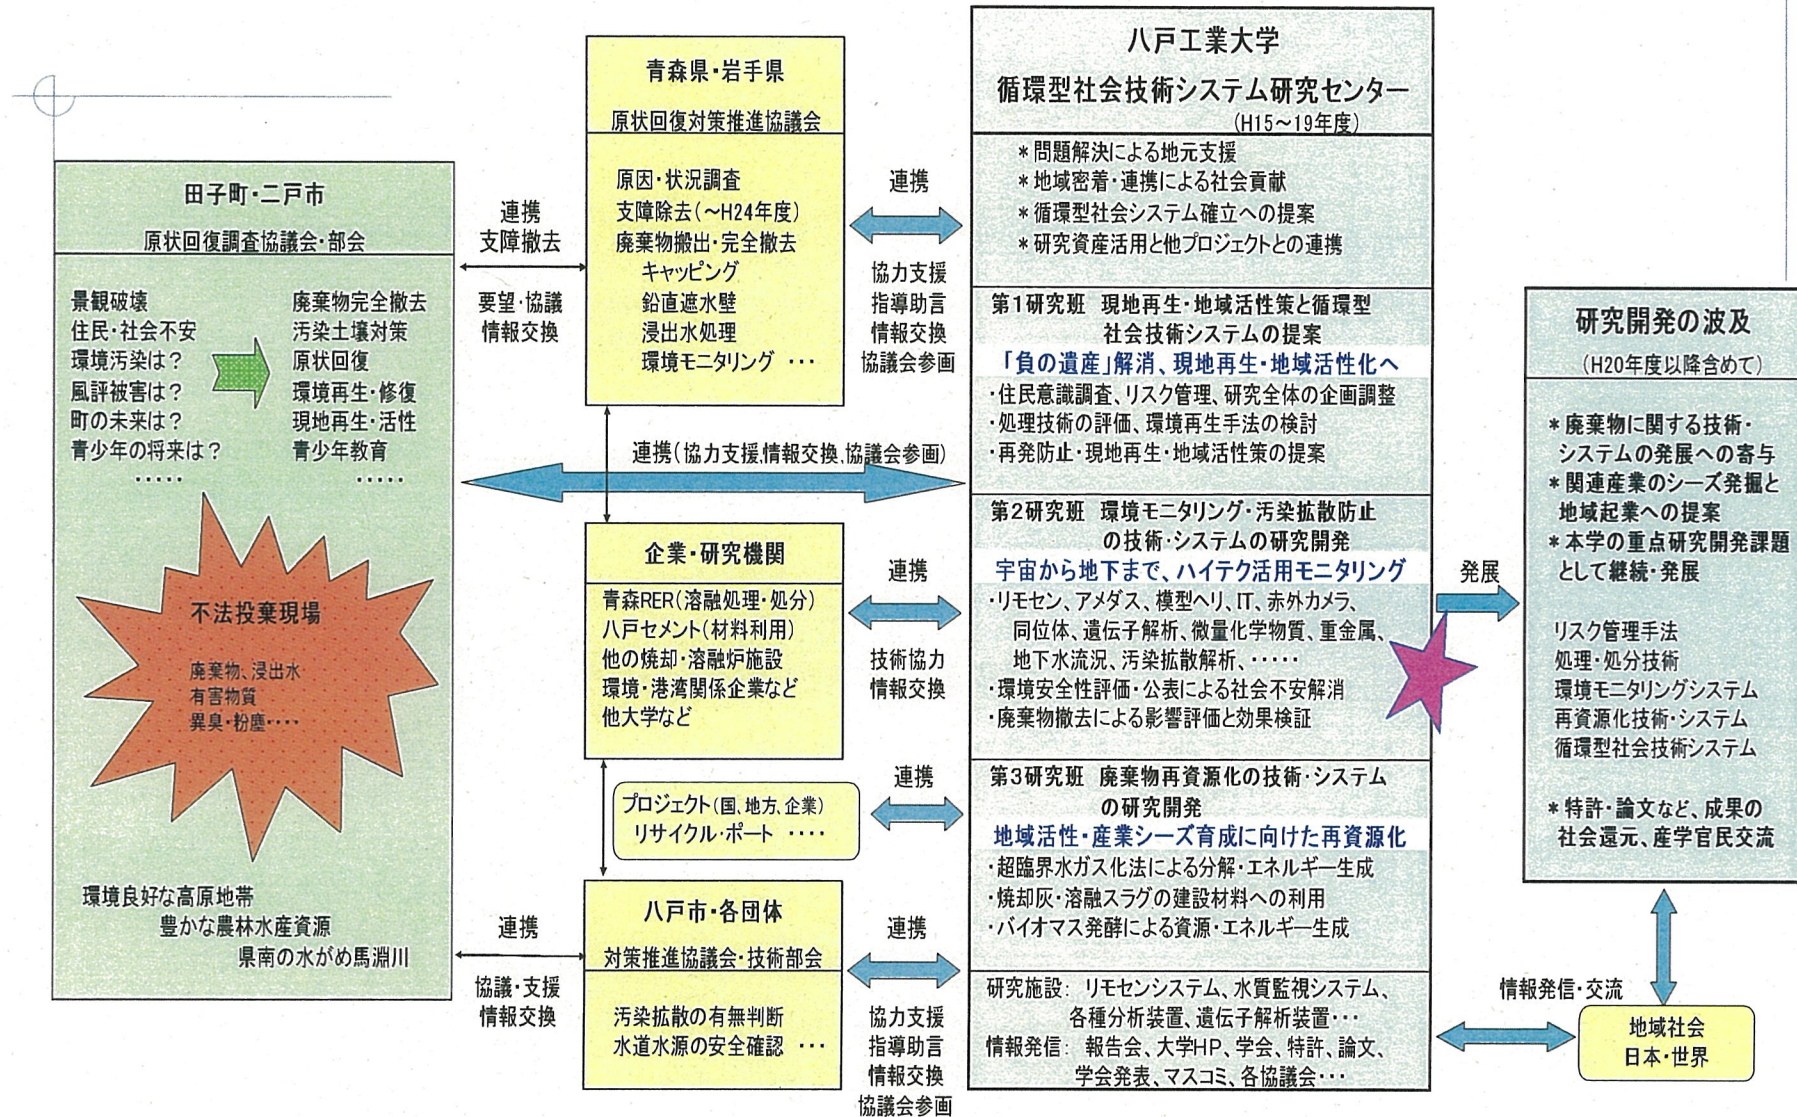 田子町・二戸市
原状回復調査協議会・部会
景観破壊
住民・社会不安
環境汚染は?
風評被害は?
町の未来は?
青少年の将来は?
・・・・・
廃棄物完全撤去
汚染土壌対策
原状回復
環境再生・修復
現地再生・活性
青少年教育
・・・・・
不法投棄現場
廃棄物、浸出水
有害物質
異臭・粉塵・・・・
環境良好な高原地帯
豊かな農林水産資源
県南の水がめ馬淵川
連携
支障撤去
要望・協議
情報交換
連携
協議・支援
情報交換
青森県・岩手県
原状回復対策推進協議会
原因・状況調査
支障除去(~H24年度)
廃棄物搬出・完全撤去
キャッピング
鉛直遮水壁
浸出水処理
環境モニタリング ・・・
連携(協力支援,情報交換,協議会参画)
企業・研究機関
青森RER(溶融処理・処分)
八戸セメント(材料利用)
他の焼却・溶融炉施設
環境・港湾関係企業など
他大学など
プロジェクト(国、地方、企業)
リサイクル・ポート ・・・・
八戸市・各団体
対策推進協議会・技術部会
汚染拡散の有無判断
水道水源の安全確認 ・・・
連携
協力支援
指導助言
情報交換
協議会参画
連携
技術協力
情報交換
連携
連携
協力支援
指導助言
情報交換
協議会参画
八戸工業大学
循環型社会技術システム研究センター
(H15~19年度)
*問題解決による地元支援
*地域密着・連携による社会貢献
*循環型社会システム確立への提案
*研究資産活用と他プロジェクトとの連携
第1研究班 現地再生・地域活性策と循環型
社会技術システムの提案
「負の遺産」解消、現地再生・地域活性化へ
・住民意識調査、リスク管理、研究全体の企画調整
・処理技術の評価、環境再生手法の検討
・再発防止・現地再生・地域活性策の提案
第2研究班 環境モニタリング・汚染拡散防止
の技術・システムの研究開発
宇宙から地下まで、ハイテク活用モニタリング
・リモセン、アメダス、模型ヘリ、IT、赤外カメラ、
同位体、遺伝子解析、微量化学物質、重金属、
地下水流況、汚染拡散解析、・・・・・
・環境安全性評価・公表による社会不安解消
・廃棄物撤去による影響評価と効果検証
第3研究班 廃棄物再資源化の技術・システム
の研究開発
地域活性・産業シーズ育成に向けた再資源化
・超臨界水ガス化法による分解・エネルギー生成
・焼却灰・溶融スラグの建設材料への利用
・バイオマス発酵による資源・エネルギー生成
研究施設: リモセンシステム、水質監視システム、
各種分析装置、遺伝子解析装置・・・
情報発信: 報告会、大学HP、学会、特許、論文、
学会発表、マスコミ、各協議会・・・
発展
研究開発の波及
(H20年度以降含めて)
*廃棄物に関する技術・
システムの発展への寄与
*関連産業のシーズ発掘と
地域起業への提案
*本学の重点研究開発課題
として継続・発展
リスク管理手法
処理・処分技術
環境モニタリングシステム
再資源化技術・システム
循環型社会技術システム
*特許・論文など、成果の
社会還元、産学官民交流
情報発信・交流
地域社会
日本・世界